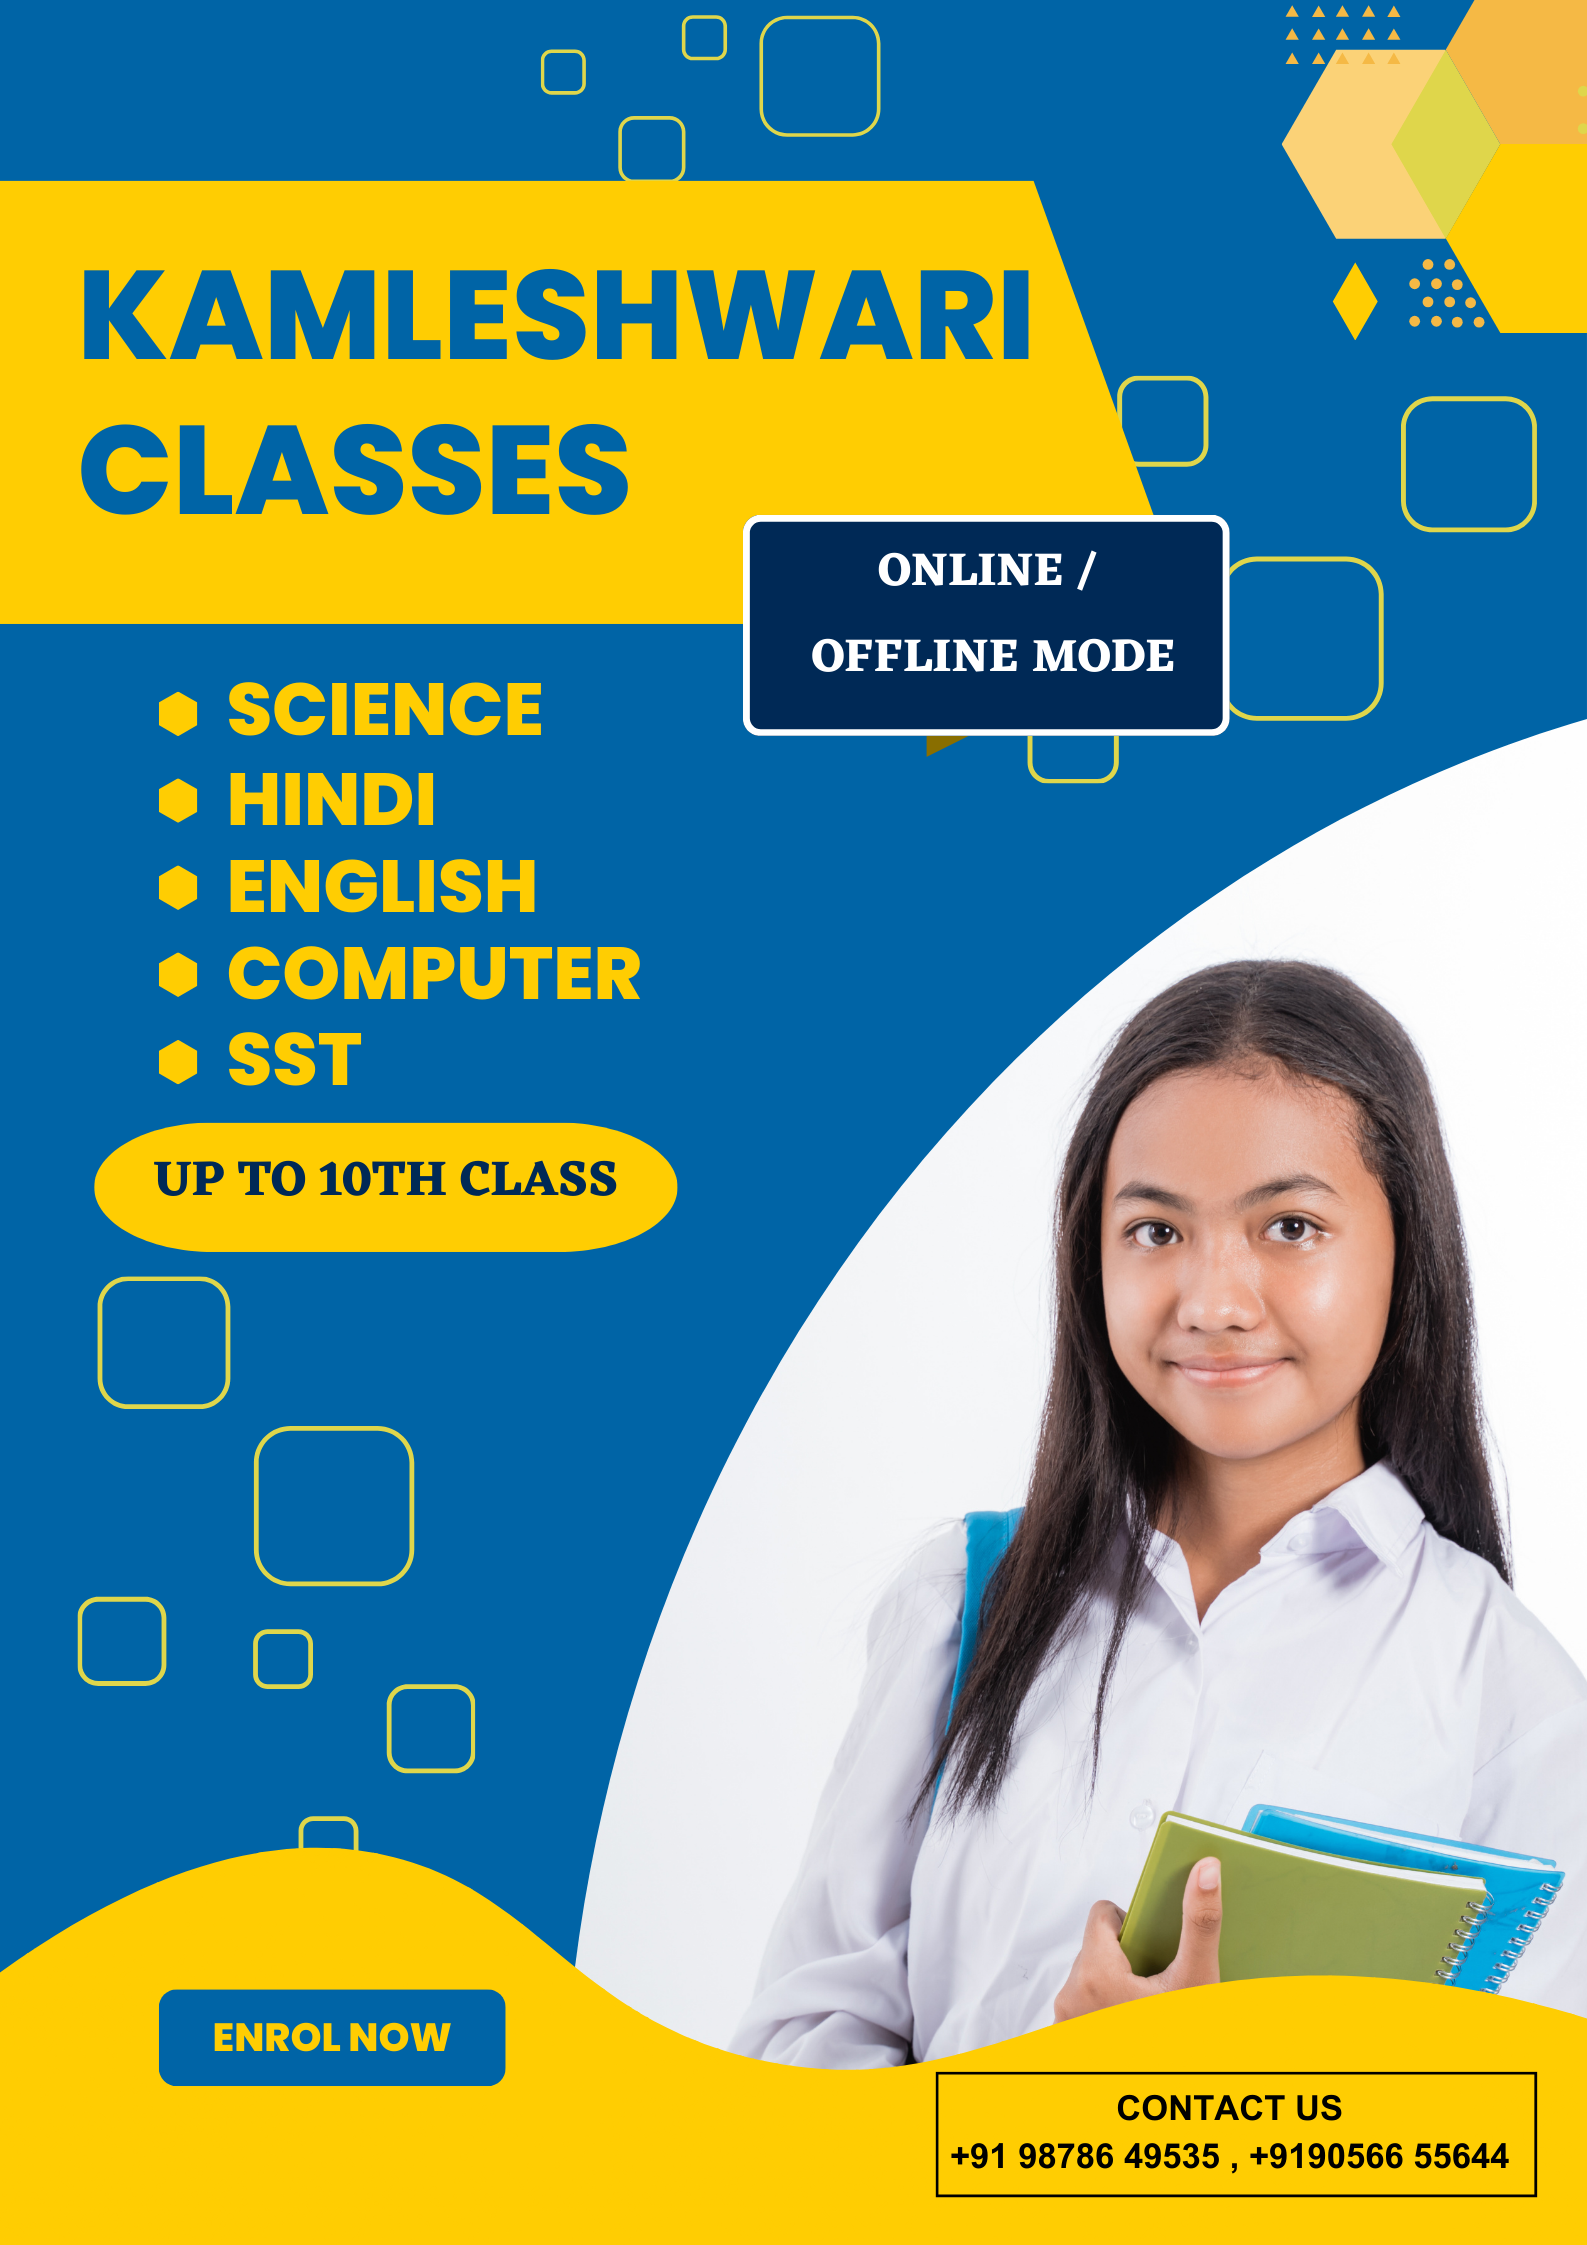 KAMLESHWARI
CLASSES
ONLINE /
OFFLINE MODE
SCIENCE
HINDI
ENGLISH
COMPUTER
SST
UP TO 10TH CLASS
ENROL NOW
CONTACT US
+91 98786 49535 , +9190566 55644